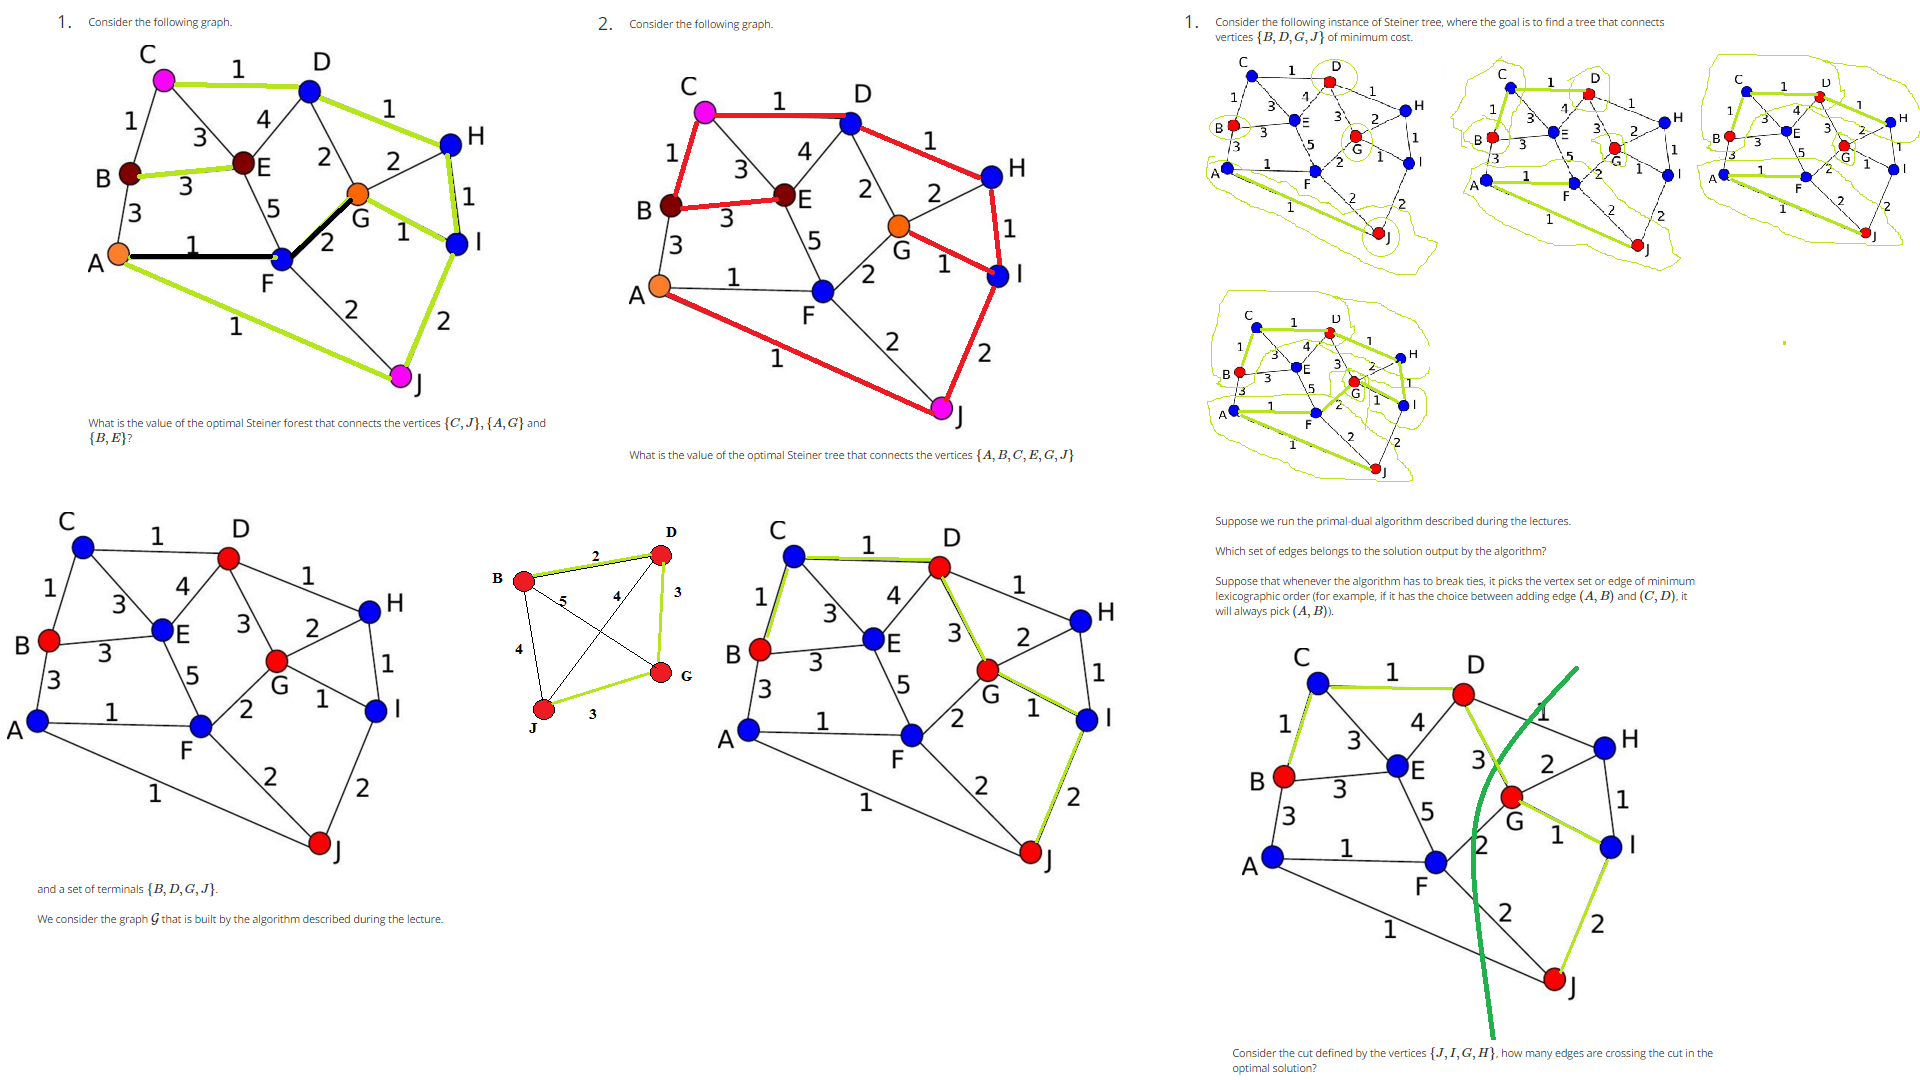 1. Consider the following graph.
C
1
D
1
1
3
4
2
2
H
B
3
E
1
3
5
G
1
I
A
1
2
F
2
2
1
J
What is the value of the optimal Steiner forest that connects the vertices {C, J}, {A, G} and
{B, E}?
2. Consider the following graph.
C
1
D
1
1
3
4
2
2
H
B
3
E
1
3
5
G
1
I
A
1
2
F
2
2
1
J
What is the value of the optimal Steiner tree that connects the vertices {A, B, C, E, G, J}
1. Consider the following instance of Steiner tree, where the goal is to find a tree that connects
vertices {B, D, G, J} of minimum cost.
C
1
D
1
1
3
4
3
2
H
B
3
E
1
3
5
G
1
I
A
1
2
F
2
2
1
J
C
1
D
1
1
3
4
3
2
H
B
3
E
1
3
5
G
1
I
A
1
2
F
2
2
1
J
C
1
D
1
1
3
4
3
2
H
B
3
E
1
3
5
G
1
I
A
1
2
F
2
2
1
J
C
1
D
1
1
3
4
3
2
H
B
3
E
1
3
5
G
1
I
A
1
2
F
2
2
1
J
Suppose we run the primal-dual algorithm described during the lectures.
Which set of edges belongs to the solution output by the algorithm?
Suppose that whenever the algorithm has to break ties, it picks the vertex set or edge of minimum
lexicographic order (for example, if it has the choice between adding edge (A, B) and (C, D), it
will always pick (A, B)).
C
1
D
1
1
3
4
3
2
H
B
3
E
1
3
5
G
1
I
A
1
2
F
2
2
1
J
and a set of terminals {B, D, G, J}.
We consider the graph 𝒢 that is built by the algorithm described during the lecture.
D
2
B
5
4
3
4
G
J
3
C
1
D
1
1
3
4
3
2
H
B
3
E
1
3
5
G
1
I
A
1
2
F
2
2
1
J
C
1
D
1
1
3
4
3
2
H
B
3
E
1
3
5
G
1
I
A
1
2
F
2
2
1
J
Consider the cut defined by the vertices {J, I, G, H}, how many edges are crossing the cut in the
optimal solution?